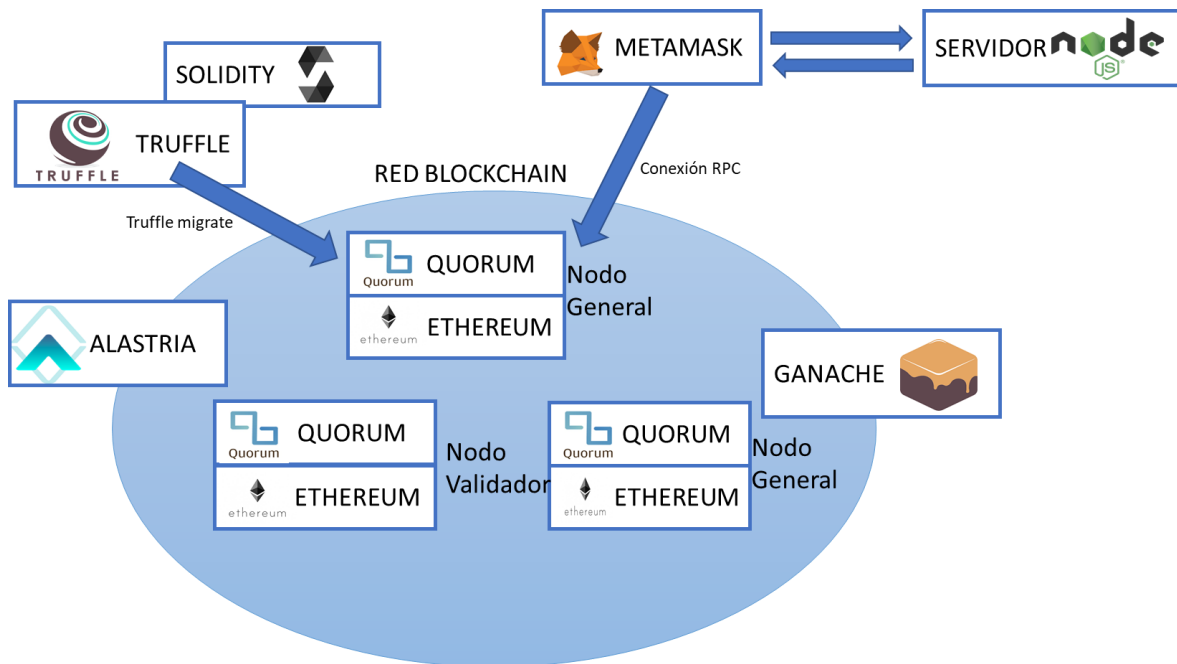 METAMASK
SERVIDOR
node
JS
SOLIDITY
TRUFFLE
TRUFFLE
RED BLOCKCHAIN
Conexión RPC
Truffle migrate
Quorum
QUORUM
ethereum
ETHEREUM
Nodo
General
ALASTRIA
GANACHE
Quorum
QUORUM
ethereum
ETHEREUM
Nodo
Validador
Quorum
QUORUM
ethereum
ETHEREUM
Nodo
General